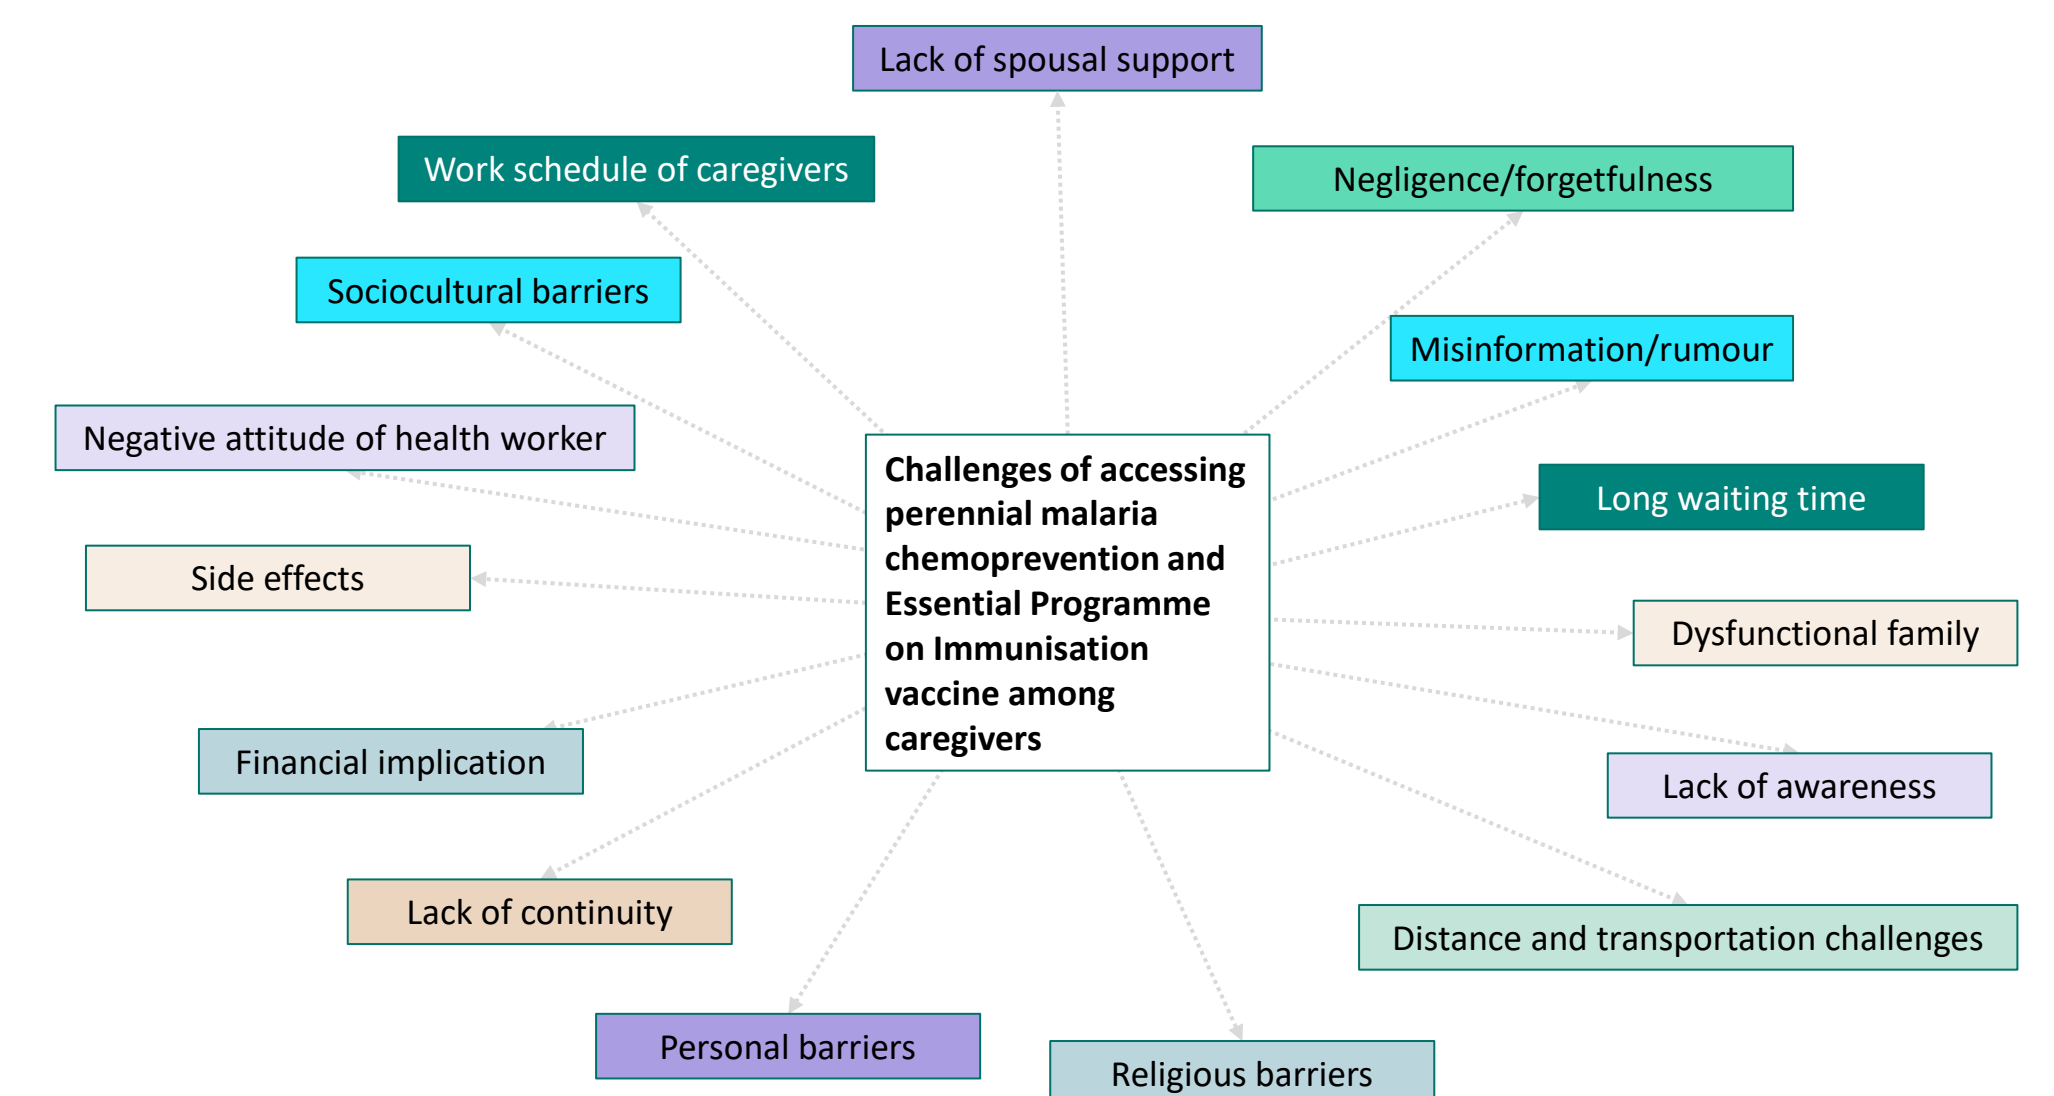 Lack of spousal support
Work schedule of caregivers
Negligence/forgetfulness
Sociocultural barriers
Misinformation/rumour
Negative attitude of health worker
Challenges of accessing
perennial malaria
chemoprevention and
Essential Programme
on Immunisation
vaccine among
caregivers
Long waiting time
Side effects
Dysfunctional family
Financial implication
Lack of awareness
Lack of continuity
Distance and transportation challenges
Personal barriers
Religious barriers